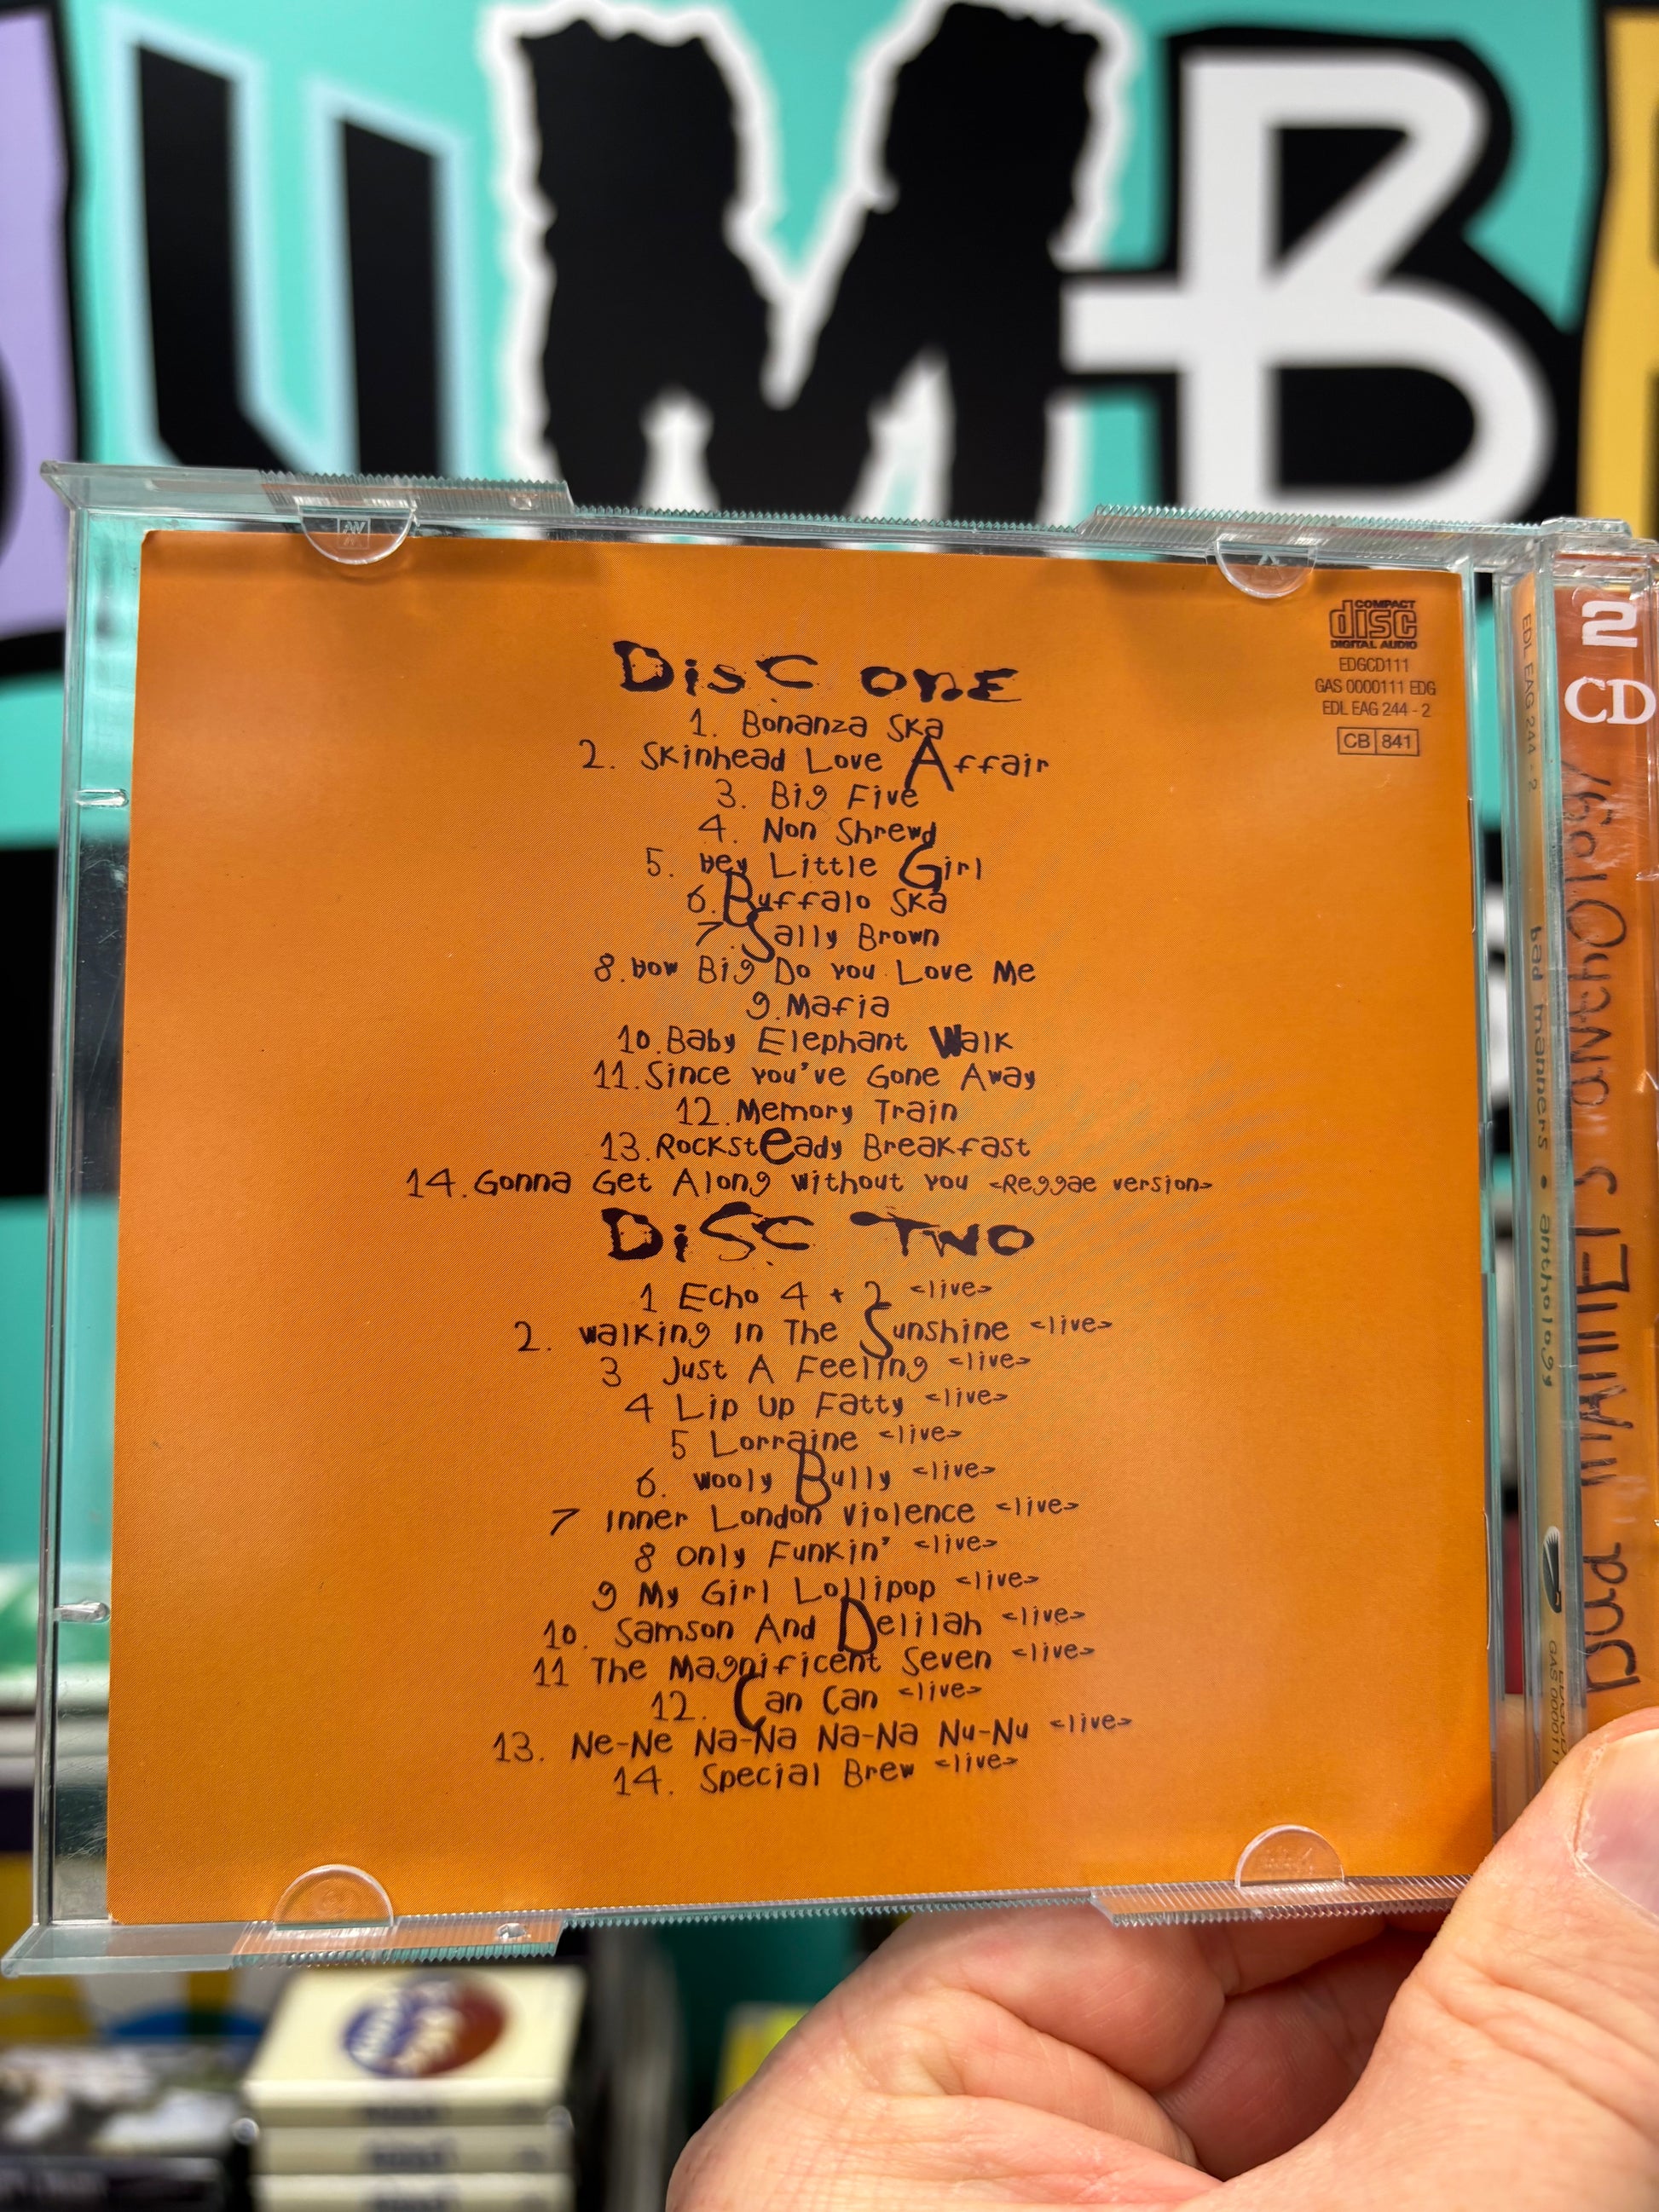 COMPACT
disc
DIGITAL AUDIO
EDGCD111
GAS 0000111 EDG
EDL EAG 244 - 2
CB 841
DISC ONE
1. Bonanza Ska
2. Skinhead Love Affair
3. Big Five
4. Non Shrewd
5. Hey Little Girl
6. Buffalo Ska
7. Sally Brown
8. How Big Do You Love Me
9. Mafia
10. Baby Elephant Walk
11. Since You've Gone Away
12. Memory Train
13. Rocksteady Breakfast
14. Gonna Get Along Without You <Reggae version>
DISC TWO
1 Echo 4 + 2 <live>
2. Walking In The Sunshine <live>
3 Just A Feeling <live>
4 Lip Up Fatty <live>
5 Lorraine <live>
6. Wooly Bully <live>
7 Inner London Violence <live>
8 Only Funkin' <live>
9 My Girl Lollipop <live>
10. Samson And Delilah <live>
11 The Magnificent Seven <live>
12. Can Can <live>
13. Ne-Ne Na-Na Na-Na Nu-Nu <live>
14. Special Brew <live>
EDL EAG 244 - 2
bad manners • anthology
GAS 0000111
2
CD
bad manners anthology
UMB